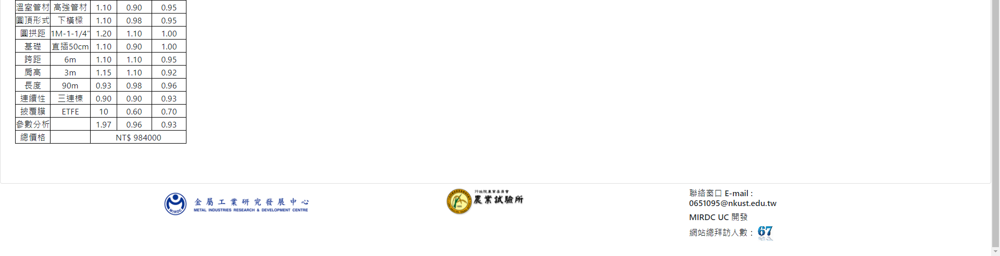 溫室管材 高強管材 1.10 0.90 0.95
圓頂形式 下橫樑 1.10 0.98 0.95
圓拱距 1M-1-1/4" 1.20 1.10 1.00
基礎 直插50cm 1.10 0.90 1.00
跨距 6m 1.10 1.10 0.95
肩高 3m 1.15 1.10 0.92
長度 90m 0.93 0.98 0.96
連續性 三連棟 0.90 0.90 0.93
披覆膜 ETFE 10 0.60 0.70
參數分析 1.97 0.96 0.93
總價格 NT$ 984000
MIRDC
金屬工業研究發展中心
METAL INDUSTRIES RESEARCH & DEVELOPMENT CENTRE
行政院農業委員會
農業試驗所
聯絡窗口 E-mail :
0651095@nkust.edu.tw
MIRDC UC 開發
網站總拜訪人數： 67